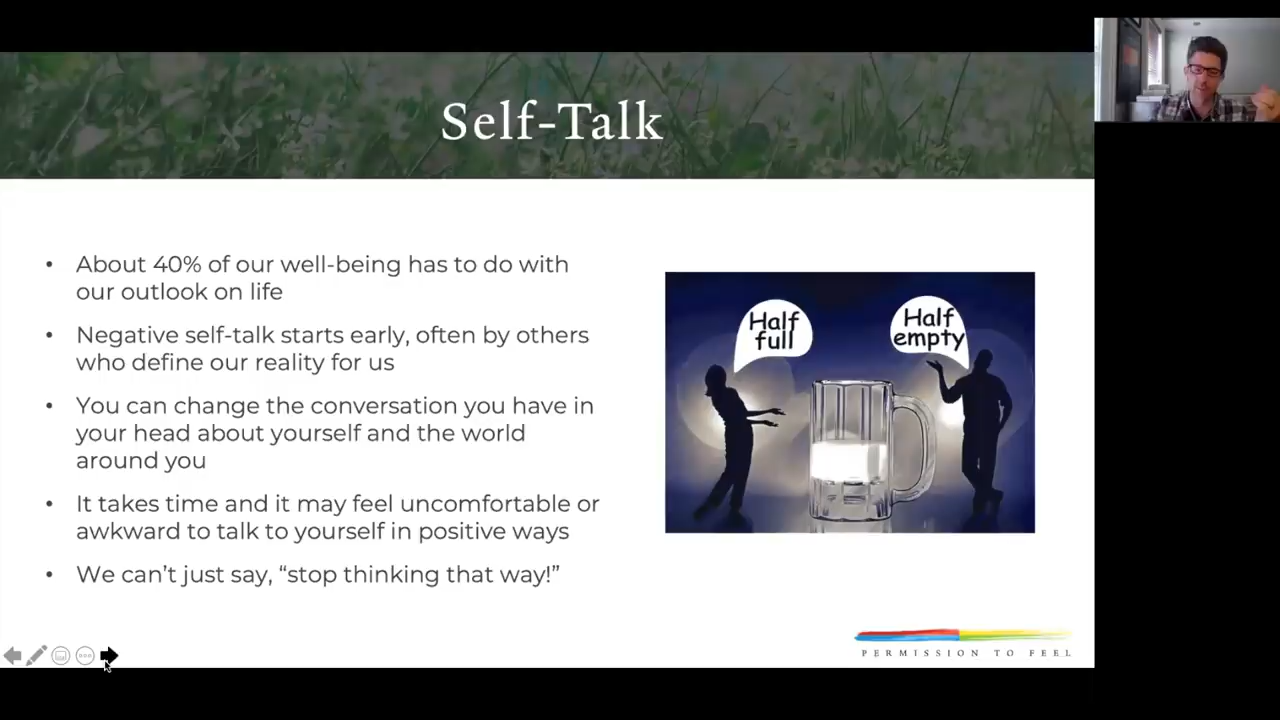 Self-Talk
• About 40% of our well-being has to do with
our outlook on life
• Negative self-talk starts early, often by others
who define our reality for us
• You can change the conversation you have in
your head about yourself and the world
around you
• It takes time and it may feel uncomfortable or
awkward to talk to yourself in positive ways
• We can’t just say, “stop thinking that way!”
Half
full
Half
empty
PERMISSION TO FEEL